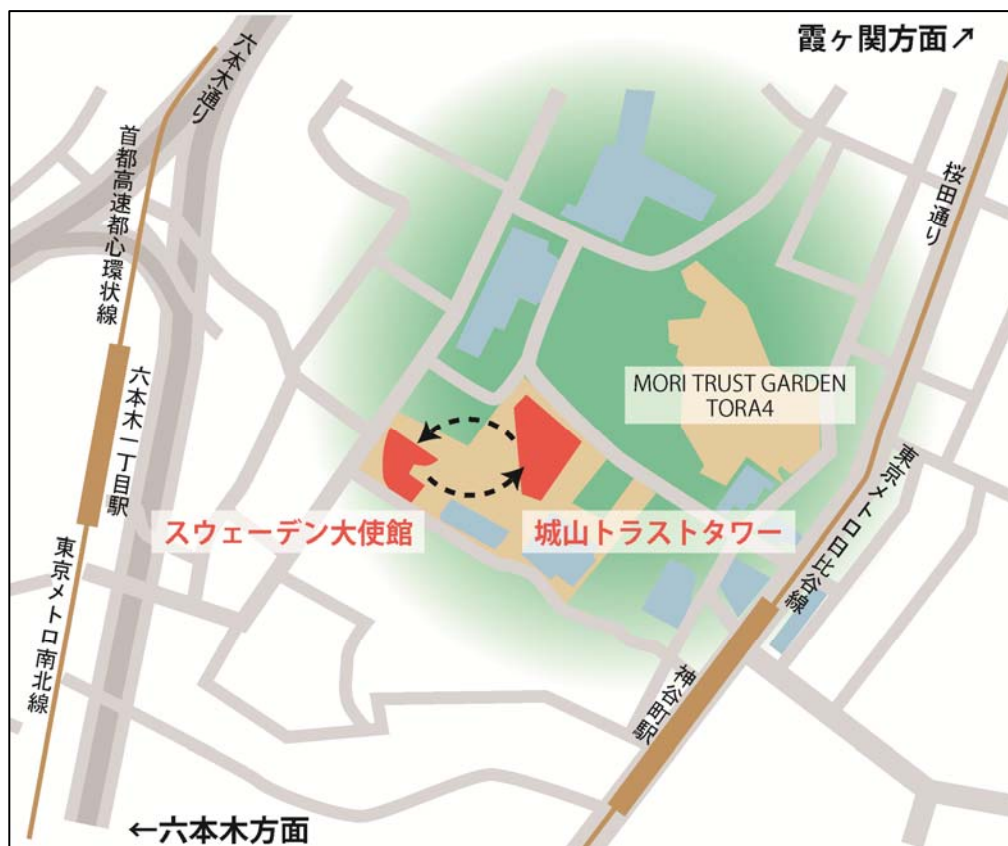 霞ヶ関方面↗
六本木通り
首都高速都心環状線
桜田通り
六本木一丁目駅
MORI TRUST GARDEN
TORA4
東京メトロ日比谷線
スウェーデン大使館
城山トラストタワー
東京メトロ南北線
神谷町駅
←六本木方面